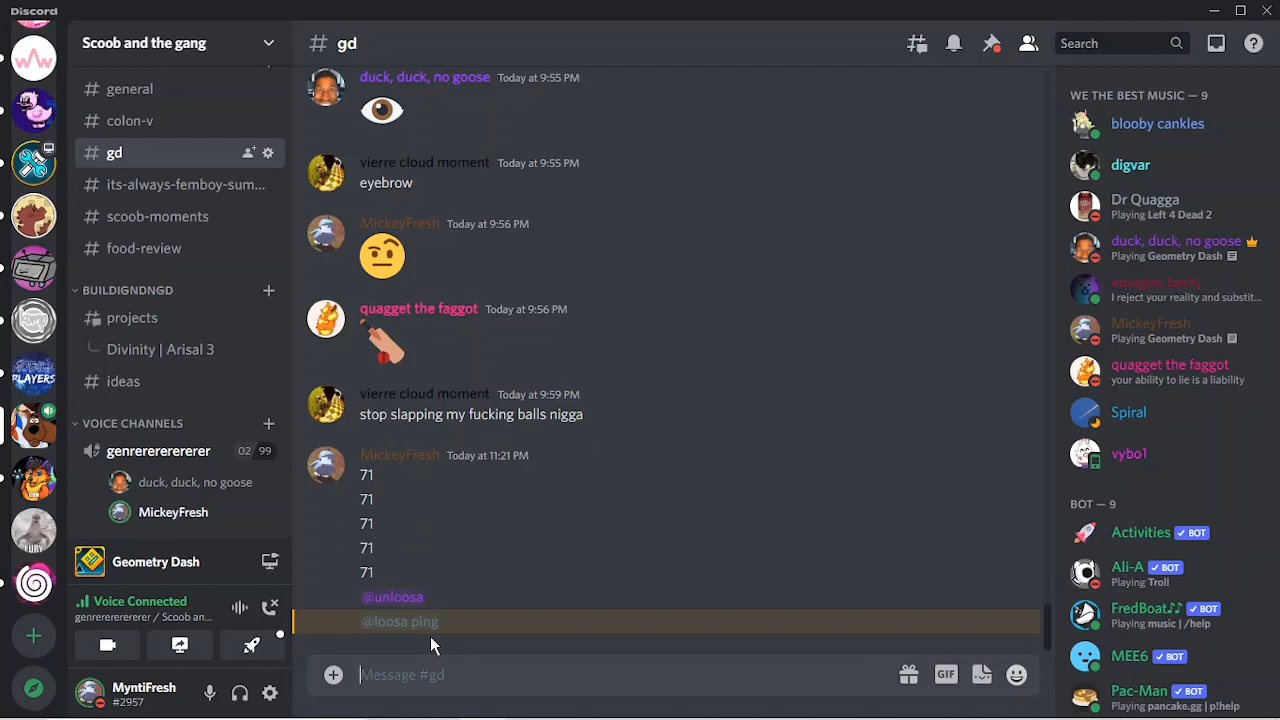 Discord
Scoob and the gang
general
colon-v
gd
its-always-femboy-sum...
scoob-moments
food-review
BUILDIGNDNGD
projects
Divinity | Arisal 3
ideas
VOICE CHANNELS
genrerererererer 02 99
duck, duck, no goose
MickeyFresh
Geometry Dash
Voice Connected
genrerererererer / Scoob an...
MyntiFresh
#2957
NOBILE
PLAYERS
FURY
# gd
Search
duck, duck, no goose Today at 9:55 PM
vierre cloud moment Today at 9:55 PM
eyebrow
MickeyFresh Today at 9:56 PM
quagget the faggot Today at 9:56 PM
vierre cloud moment Today at 9:59 PM
stop slapping my fucking balls nigga
MickeyFresh Today at 11:21 PM
71
71
71
71
71
@unloosa
@loosa ping
Message #gd
GIF
WE THE BEST MUSIC — 9
blooby cankles
digvar
Dr Quagga
Playing Left 4 Dead 2
duck, duck, no goose
Playing Geometry Dash
I reject your reality and substit...
MickeyFresh
Playing Geometry Dash
quagget the faggot
your ability to lie is a liability
Spiral
vybo1
BOT — 9
Activities ✓ BOT
Ali-A ✓ BOT
Playing Troll
FredBoat♪♪ ✓ BOT
Playing music | /help
MEE6 ✓ BOT
Pac-Man ✓ BOT
Playing pancake.gg | p!help